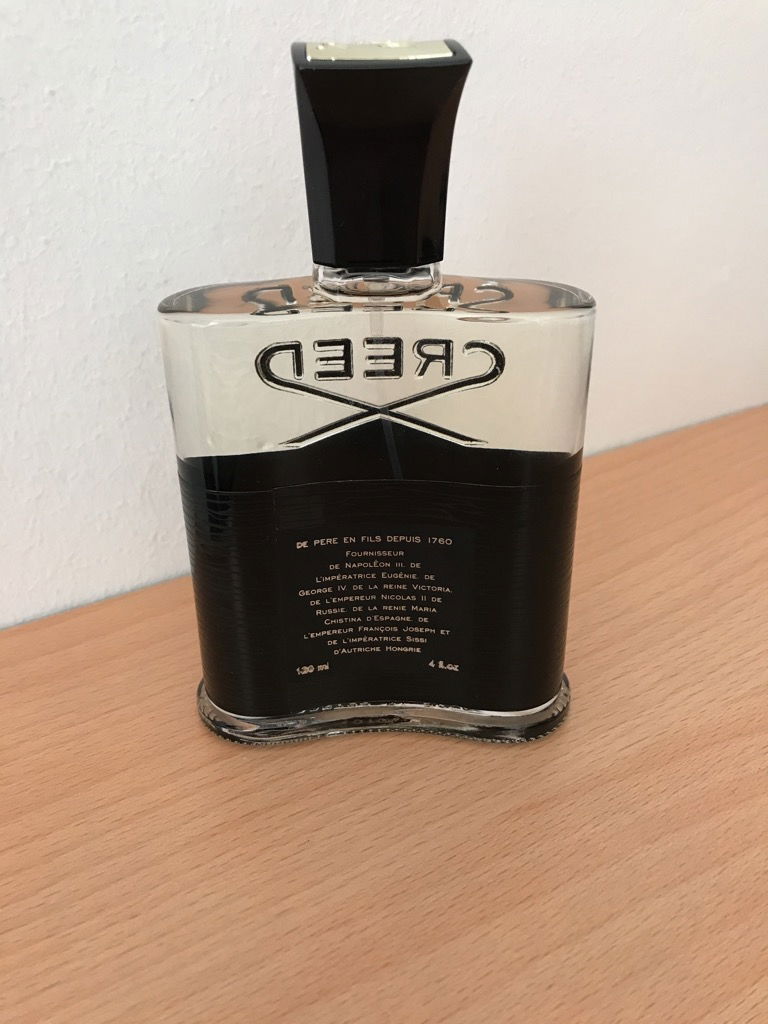 CREED
DE PERE EN FILS DEPUIS 1760
FOURNISSEUR
DE NAPOLÉON III. DE
L'IMPÉRATRICE EUGÉNIE. DE
GEORGE IV. DE LA REINE VICTORIA.
DE L'EMPEREUR NICOLAS II DE
RUSSIE. DE LA RENIE MARIA
CHISTINA D'ESPAGNE. DE
L'EMPEREUR FRANÇOIS JOSEPH ET
DE L'IMPÉRATRICE SISSI
D'AUTRICHE HONGRIE
120 ml 4 fl.oz